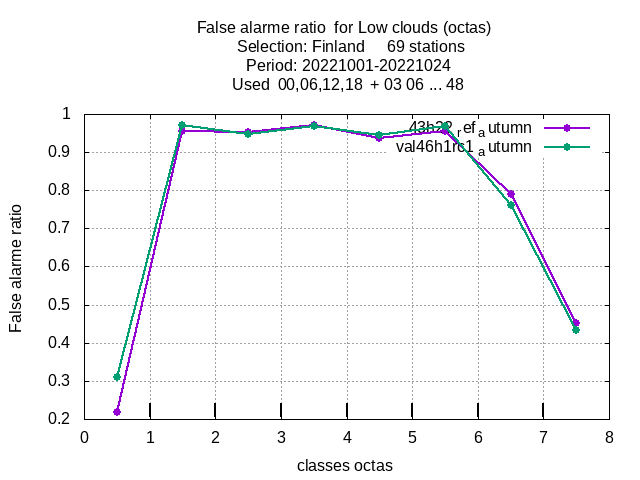 False alarme ratio for Low clouds (octas)
Selection: Finland 69 stations
Period: 20221001-20221024
Used 00,06,12,18 + 03 06 ... 48
1
0.9
0.8
0.7
0.6
0.5
0.4
0.3
0.2
False alarme ratio
43h22_ref_autumn
val46h1rc1_autumn
0 1 2 3 4 5 6 7 8
classes octas